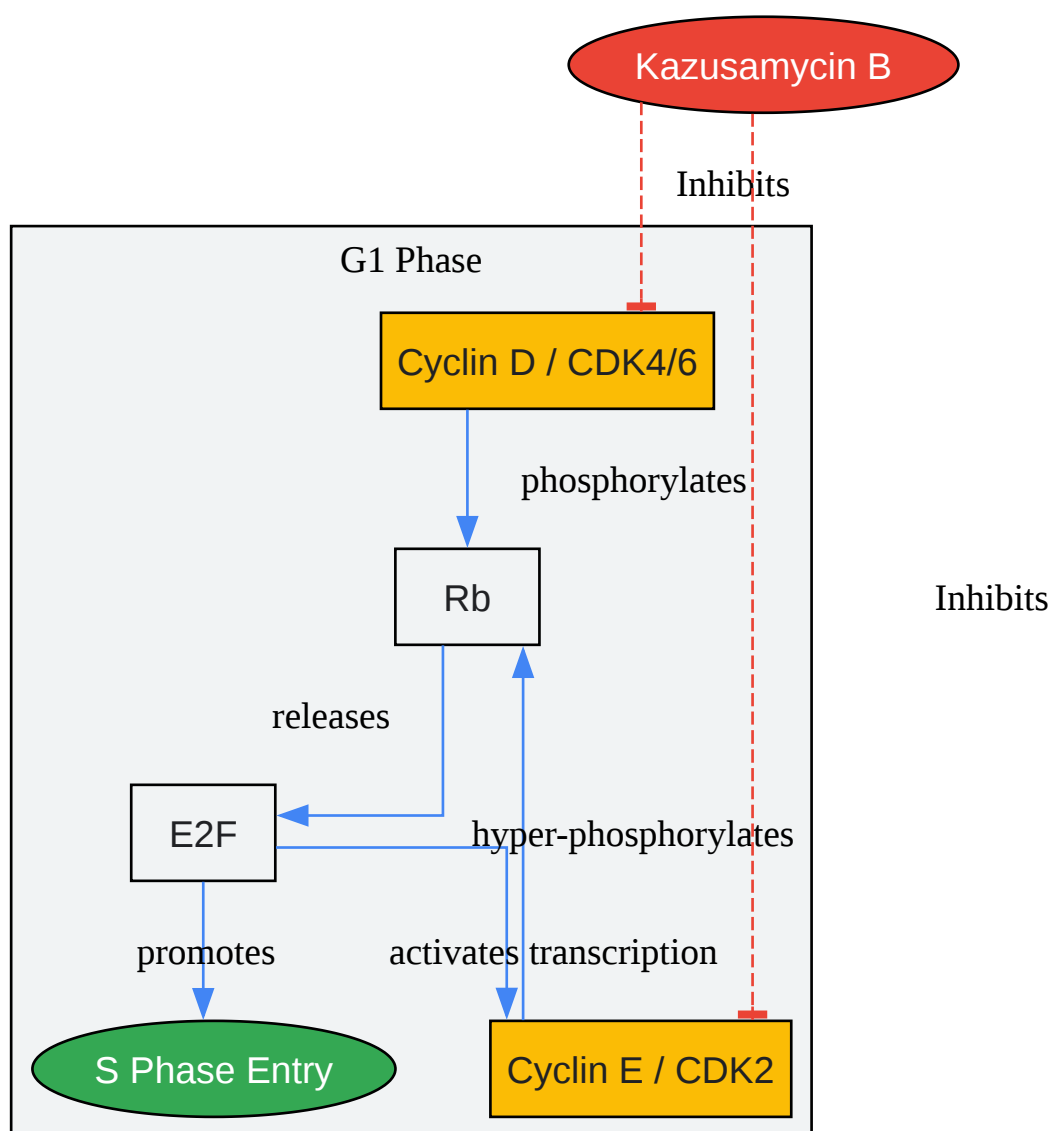 Kazusamycin B
Inhibits
G1 Phase
Cyclin D / CDK4/6
phosphorylates
Rb
Inhibits
releases
E2F
hyper-phosphorylates
promotes
activates transcription
S Phase Entry
Cyclin E / CDK2